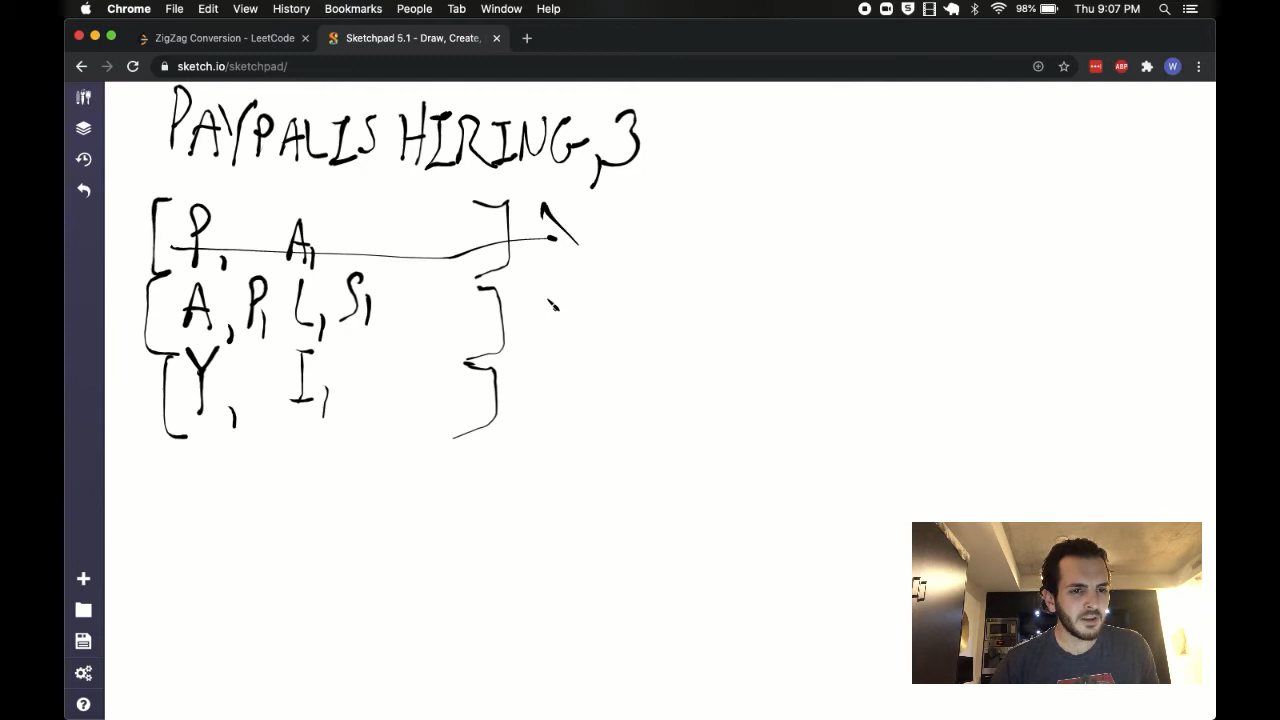 Chrome File Edit View History Bookmarks People Tab Window Help 98% Thu 9:07 PM
ZigZag Conversion - LeetCode Sketchpad 5.1 - Draw, Create,
sketch.io/sketchpad/
ABP W
PAYPALISHIRING,3
[P, A, ]
[A, P, L, S, ]
[Y, I, ]